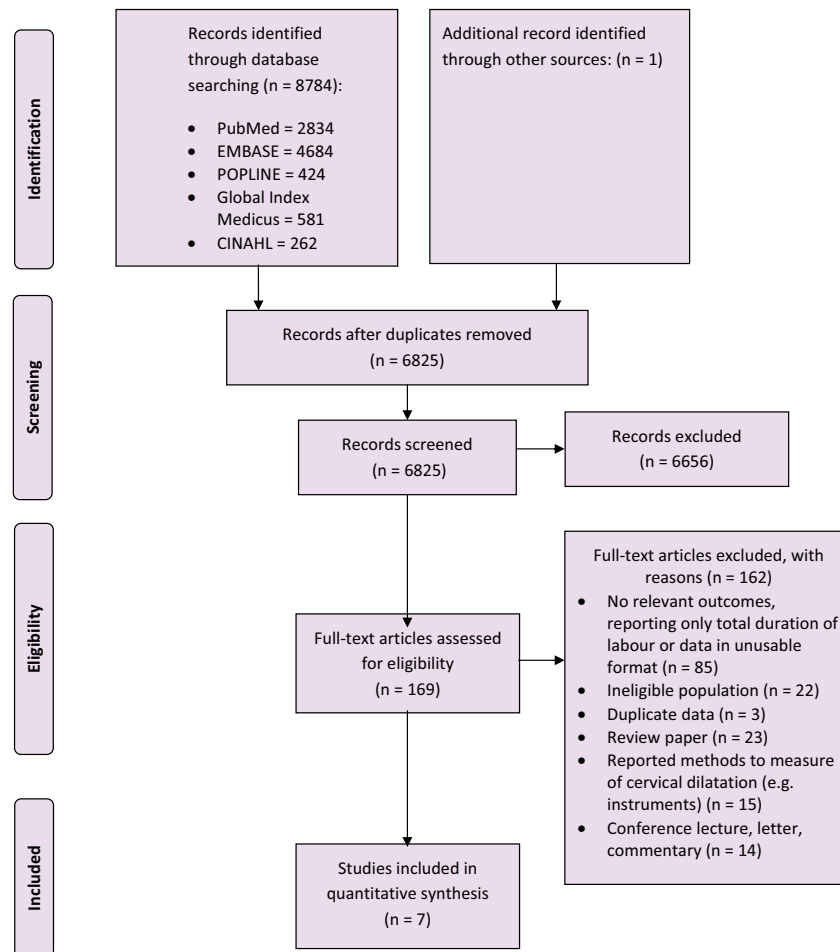 Identification
Records identified
through database
searching (n = 8784):
• PubMed = 2834
• EMBASE = 4684
• POPLINE = 424
• Global Index
Medicus = 581
• CINAHL = 262
Additional record identified
through other sources: (n = 1)
Screening
Records after duplicates removed
(n = 6825)
Records screened
(n = 6825)
Records excluded
(n = 6656)
Eligibility
Full-text articles assessed
for eligibility
(n = 169)
Full-text articles excluded, with
reasons (n = 162)
• No relevant outcomes,
reporting only total duration of
labour or data in unusable
format (n = 85)
• Ineligible population (n = 22)
• Duplicate data (n = 3)
• Review paper (n = 23)
• Reported methods to measure
of cervical dilatation (e.g.
instruments) (n = 15)
• Conference lecture, letter,
commentary (n = 14)
Included
Studies included in
quantitative synthesis
(n = 7)